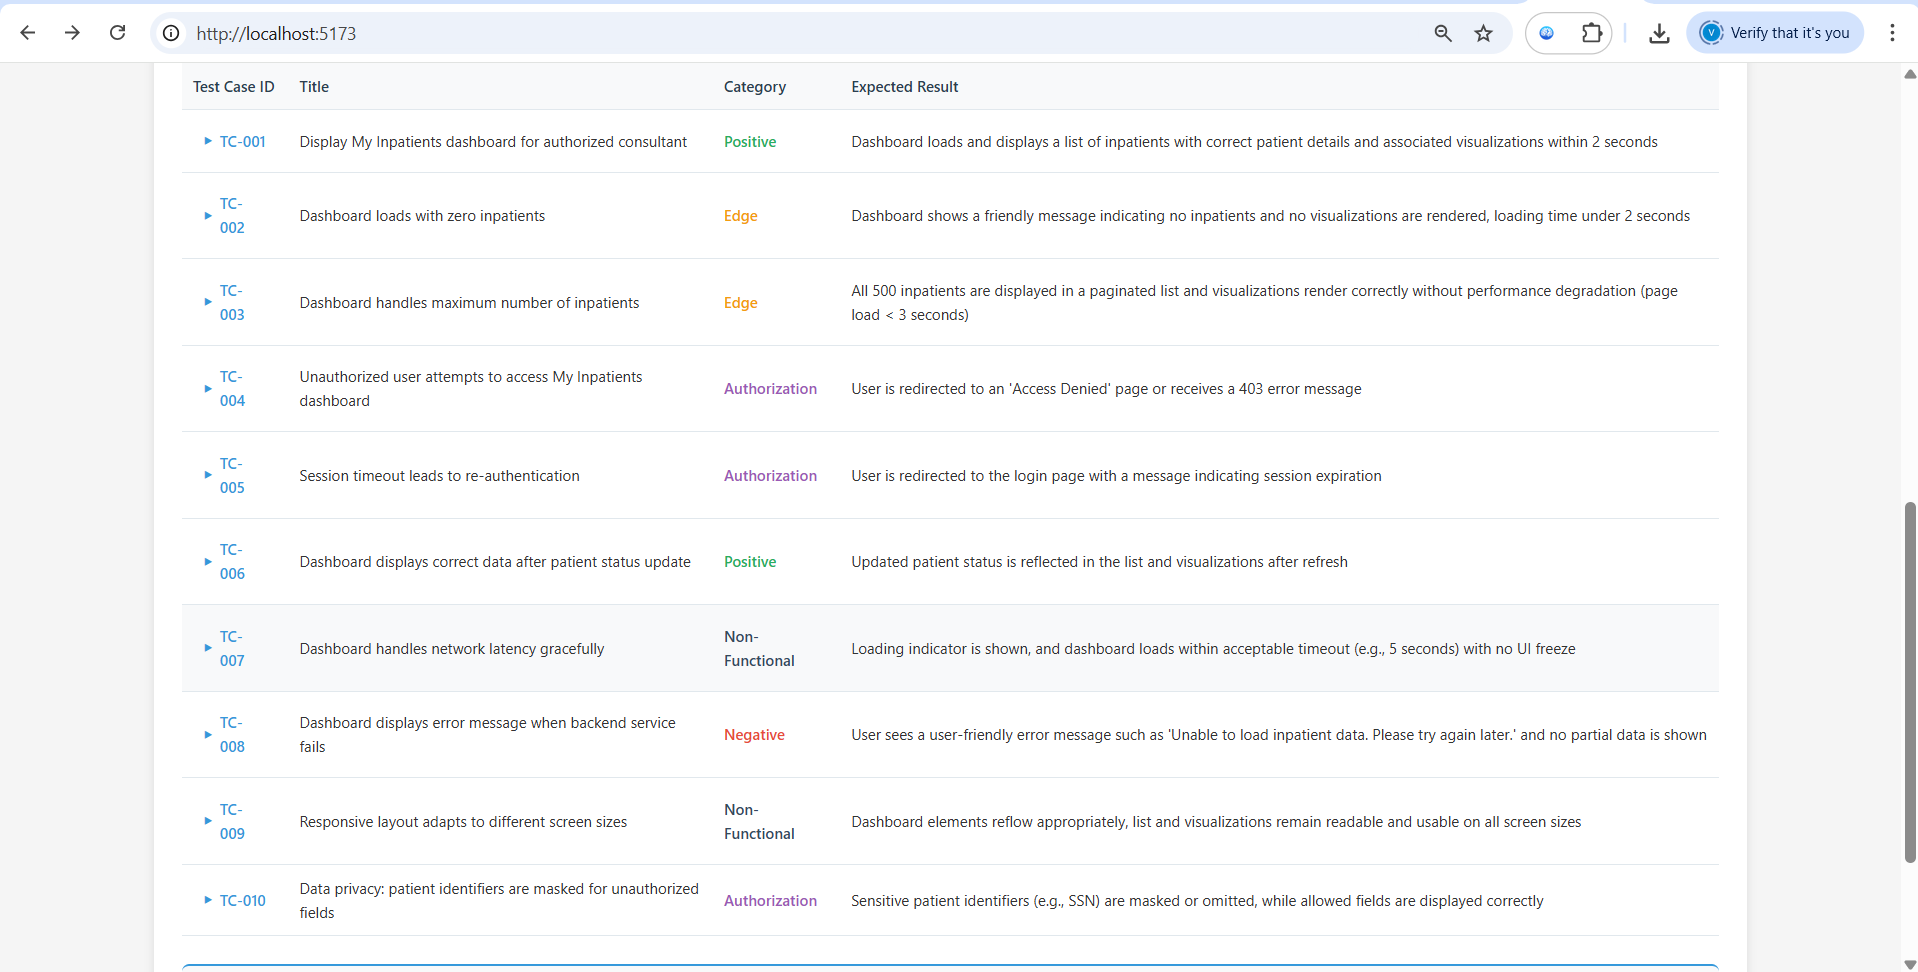 http://localhost:5173
V
Verify that it's you
Test Case ID Title Category Expected Result
TC-001 Display My Inpatients dashboard for authorized consultant Positive Dashboard loads and displays a list of inpatients with correct patient details and associated visualizations within 2 seconds
TC-
002
Dashboard loads with zero inpatients
Edge
Dashboard shows a friendly message indicating no inpatients and no visualizations are rendered, loading time under 2 seconds
TC-
003
Dashboard handles maximum number of inpatients
Edge
All 500 inpatients are displayed in a paginated list and visualizations render correctly without performance degradation (page
load < 3 seconds)
TC-
004
Unauthorized user attempts to access My Inpatients
dashboard
Authorization
User is redirected to an 'Access Denied' page or receives a 403 error message
TC-
005
Session timeout leads to re-authentication
Authorization
User is redirected to the login page with a message indicating session expiration
TC-
006
Dashboard displays correct data after patient status update
Positive
Updated patient status is reflected in the list and visualizations after refresh
TC-
007
Dashboard handles network latency gracefully
Non-
Functional
Loading indicator is shown, and dashboard loads within acceptable timeout (e.g., 5 seconds) with no UI freeze
TC-
008
Dashboard displays error message when backend service
fails
Negative
User sees a user-friendly error message such as 'Unable to load inpatient data. Please try again later.' and no partial data is shown
TC-
009
Responsive layout adapts to different screen sizes
Non-
Functional
Dashboard elements reflow appropriately, list and visualizations remain readable and usable on all screen sizes
TC-010
Data privacy: patient identifiers are masked for unauthorized
fields
Authorization
Sensitive patient identifiers (e.g., SSN) are masked or omitted, while allowed fields are displayed correctly